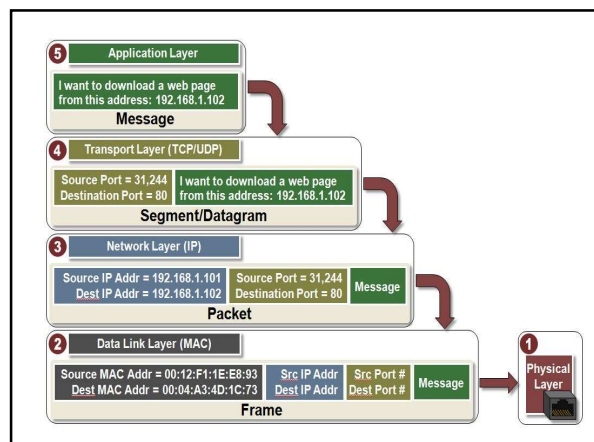 5 Application Layer
I want to download a web page
from this address: 192.168.1.102
Message
4 Transport Layer (TCP/UDP)
Source Port = 31,244
Destination Port = 80
I want to download a web page
from this address: 192.168.1.102
Segment/Datagram
3 Network Layer (IP)
Source IP Addr = 192.168.1.101
Dest IP Addr = 192.168.1.102
Source Port = 31,244
Destination Port = 80
Message
Packet
2 Data Link Layer (MAC)
Source MAC Addr = 00:12:F1:1E:E8:93
Dest MAC Addr = 00:04:A3:4D:1C:73
Src IP Addr
Dest IP Addr
Src Port #
Dest Port #
Message
Frame
1
Physical
Layer